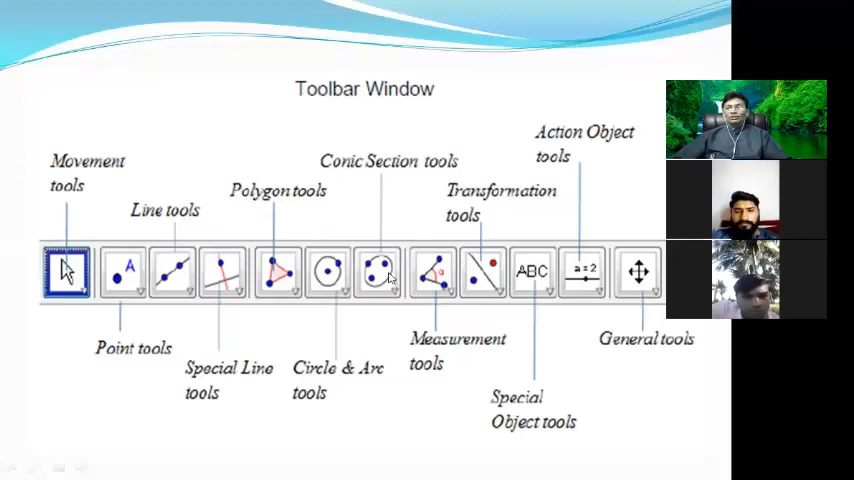 Toolbar Window
Action Object
tools
Movement
tools
Conic Section tools
Polygon tools
Transformation
tools
Line tools
A
α
ABC
a=2
Point tools
Special Line
tools
Circle & Arc
tools
Measurement
tools
General tools
Special
Object tools